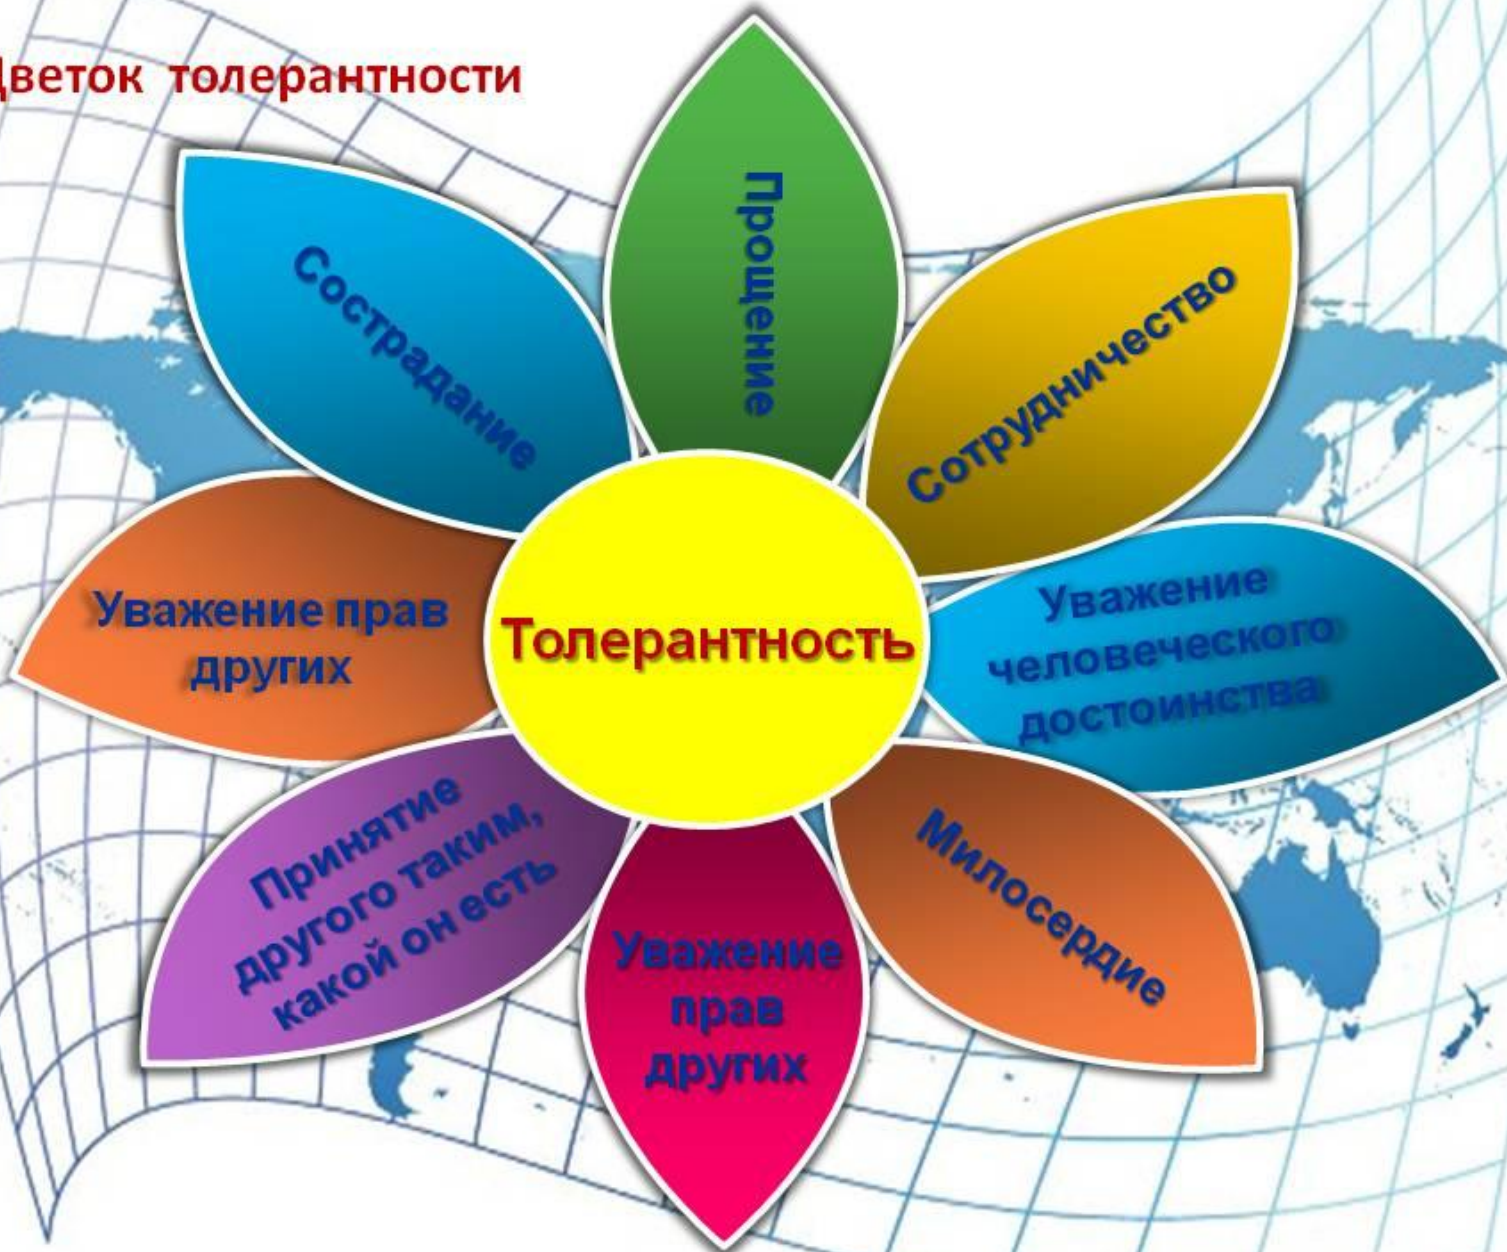 Цветок толерантности
Прощение
Сострадание
Сотрудничество
Уважение прав
других
Толерантность
Уважение
человеческого
достоинства
Принятие
другого таким,
какой он есть
Уважение
прав
других
Милосердие